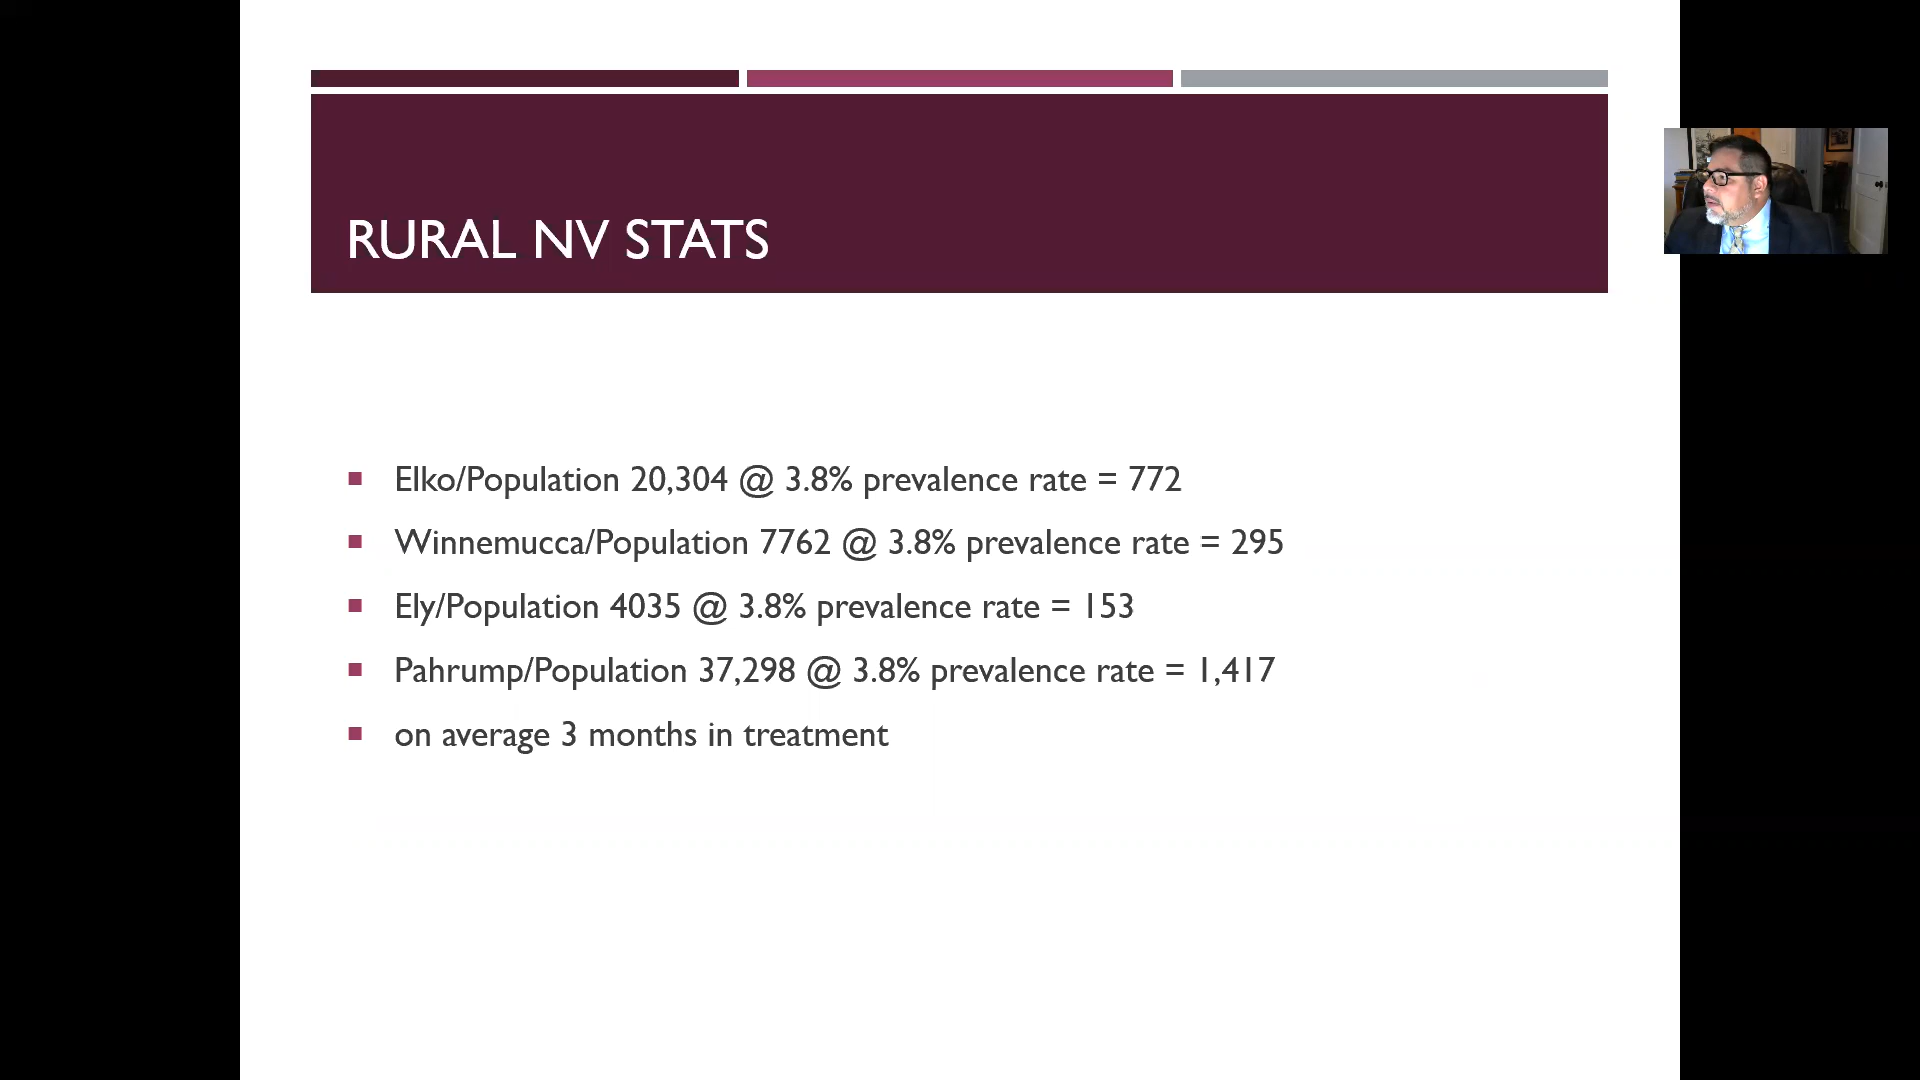 RURAL NV STATS
Elko/Population 20,304 @ 3.8% prevalence rate = 772
Winnemucca/Population 7762 @ 3.8% prevalence rate = 295
Ely/Population 4035 @ 3.8% prevalence rate = 153
Pahrump/Population 37,298 @ 3.8% prevalence rate = 1,417
on average 3 months in treatment